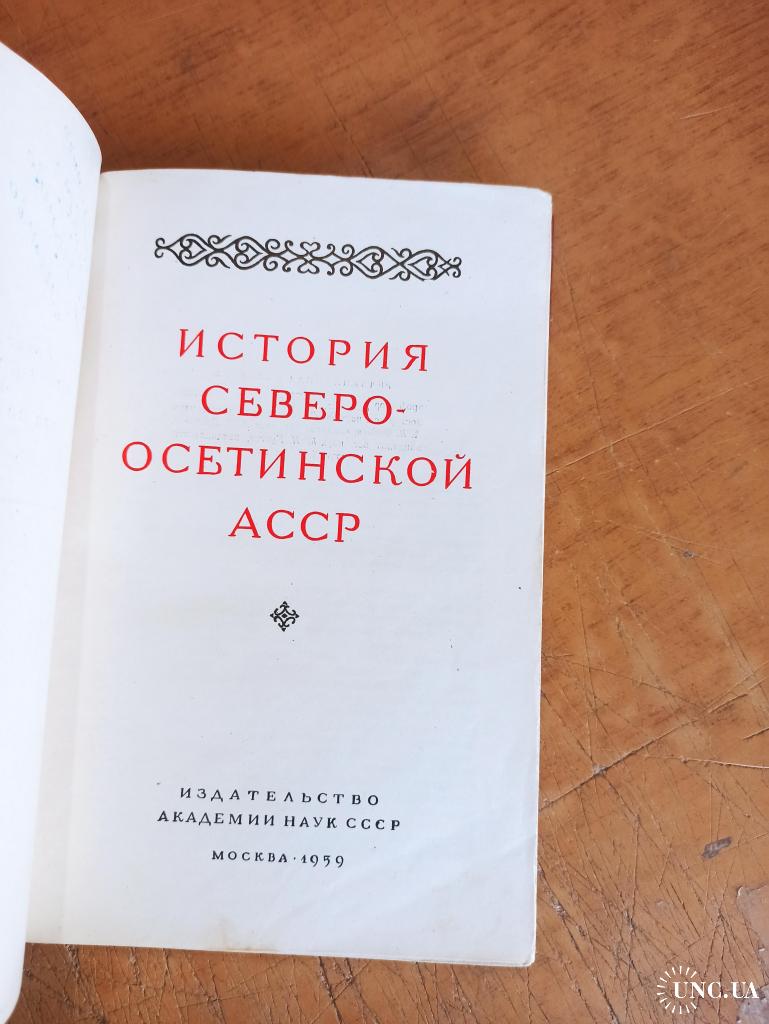 ИСТОРИЯ
СЕВЕРО-
ОСЕТИНСКОЙ
АССР
ИЗДАТЕЛЬСТВО
АКАДЕМИИ НАУК СССР
МОСКВА · 1959
UNC.UA